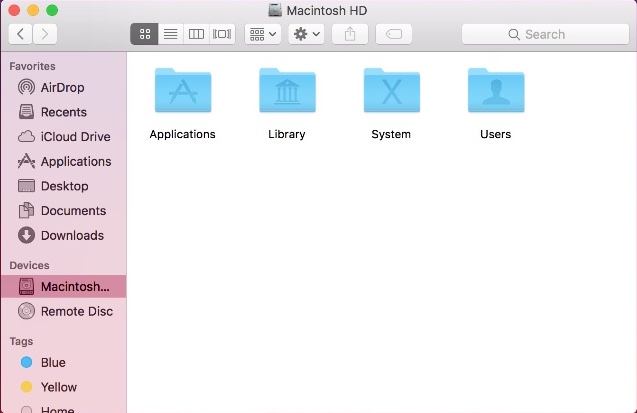 Macintosh HD
Search
Favorites
AirDrop
Recents
iCloud Drive
Applications
Desktop
Documents
Downloads
Devices
Macintosh...
Remote Disc
Tags
Blue
Yellow
Home
Applications
Library
System
Users